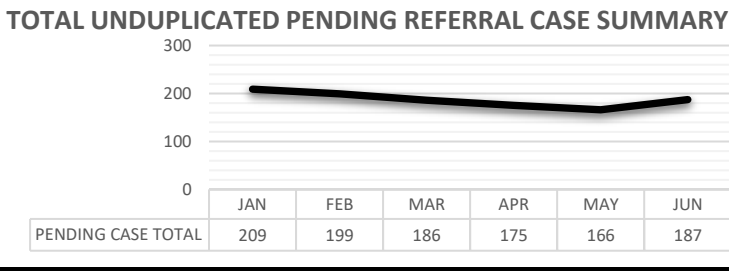 TOTAL UNDUPLICATED PENDING REFERRAL CASE SUMMARY
300
200
100
0
JAN FEB MAR APR MAY JUN
PENDING CASE TOTAL 209 199 186 175 166 187